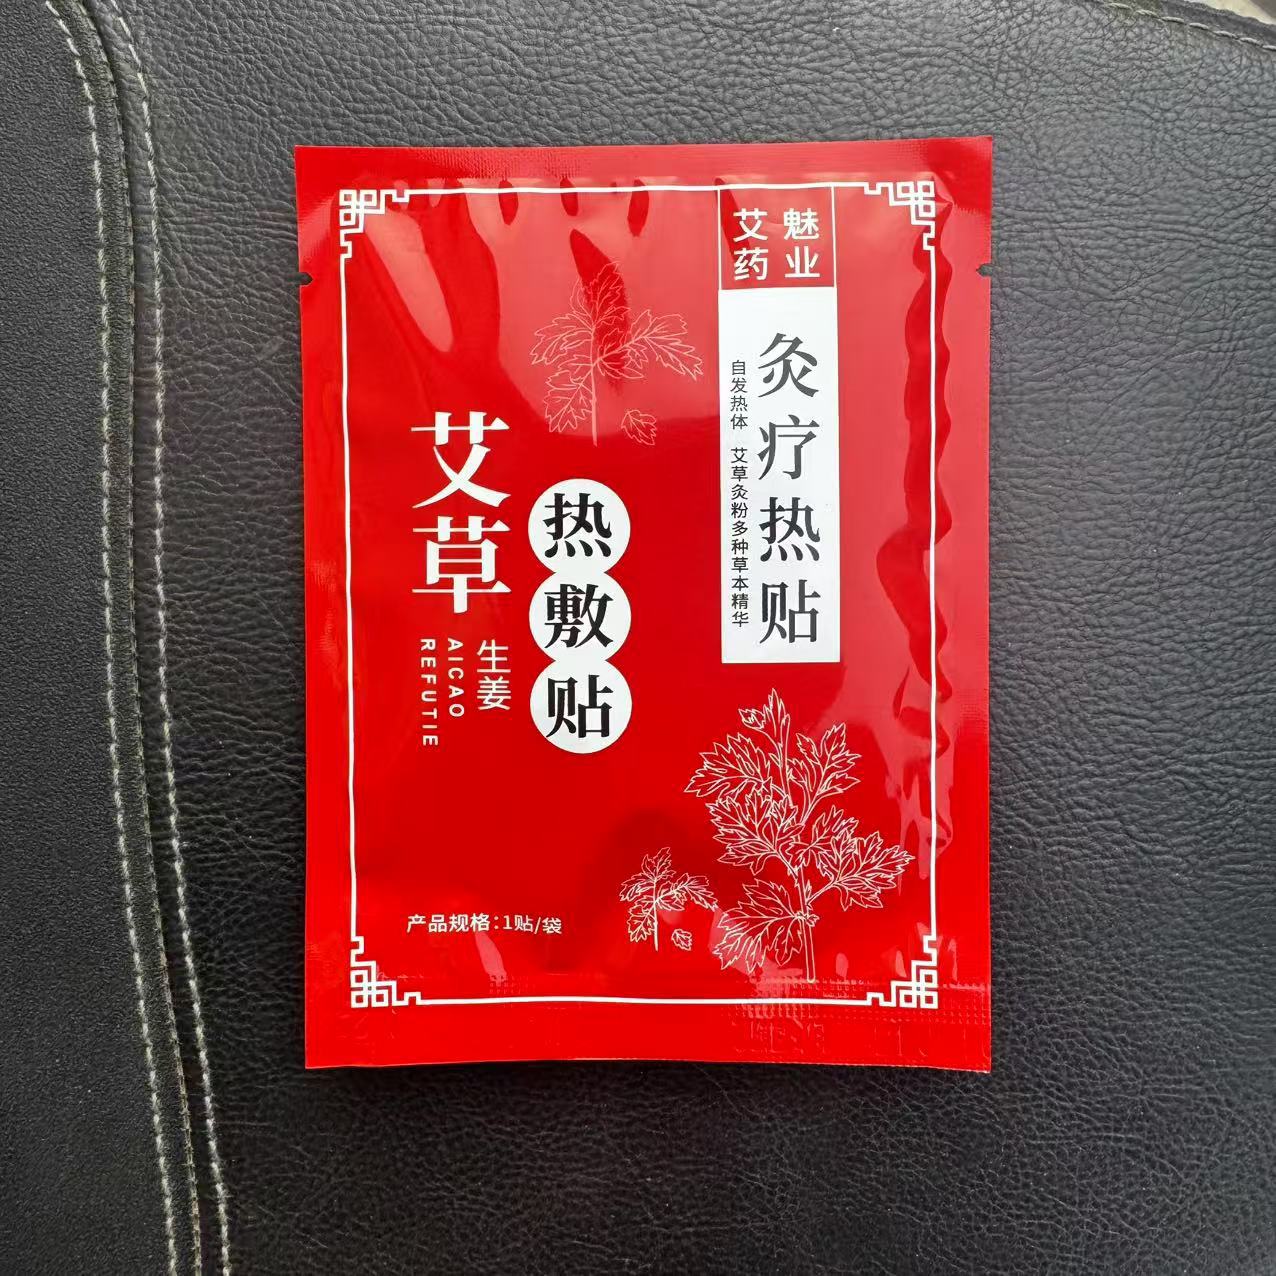 魅业
艾药
灸疗热贴
自发热体 艾草灸粉多种草本精华
热敷贴
艾草
生姜
AICAO
REFUTIE
产品规格：1贴/袋